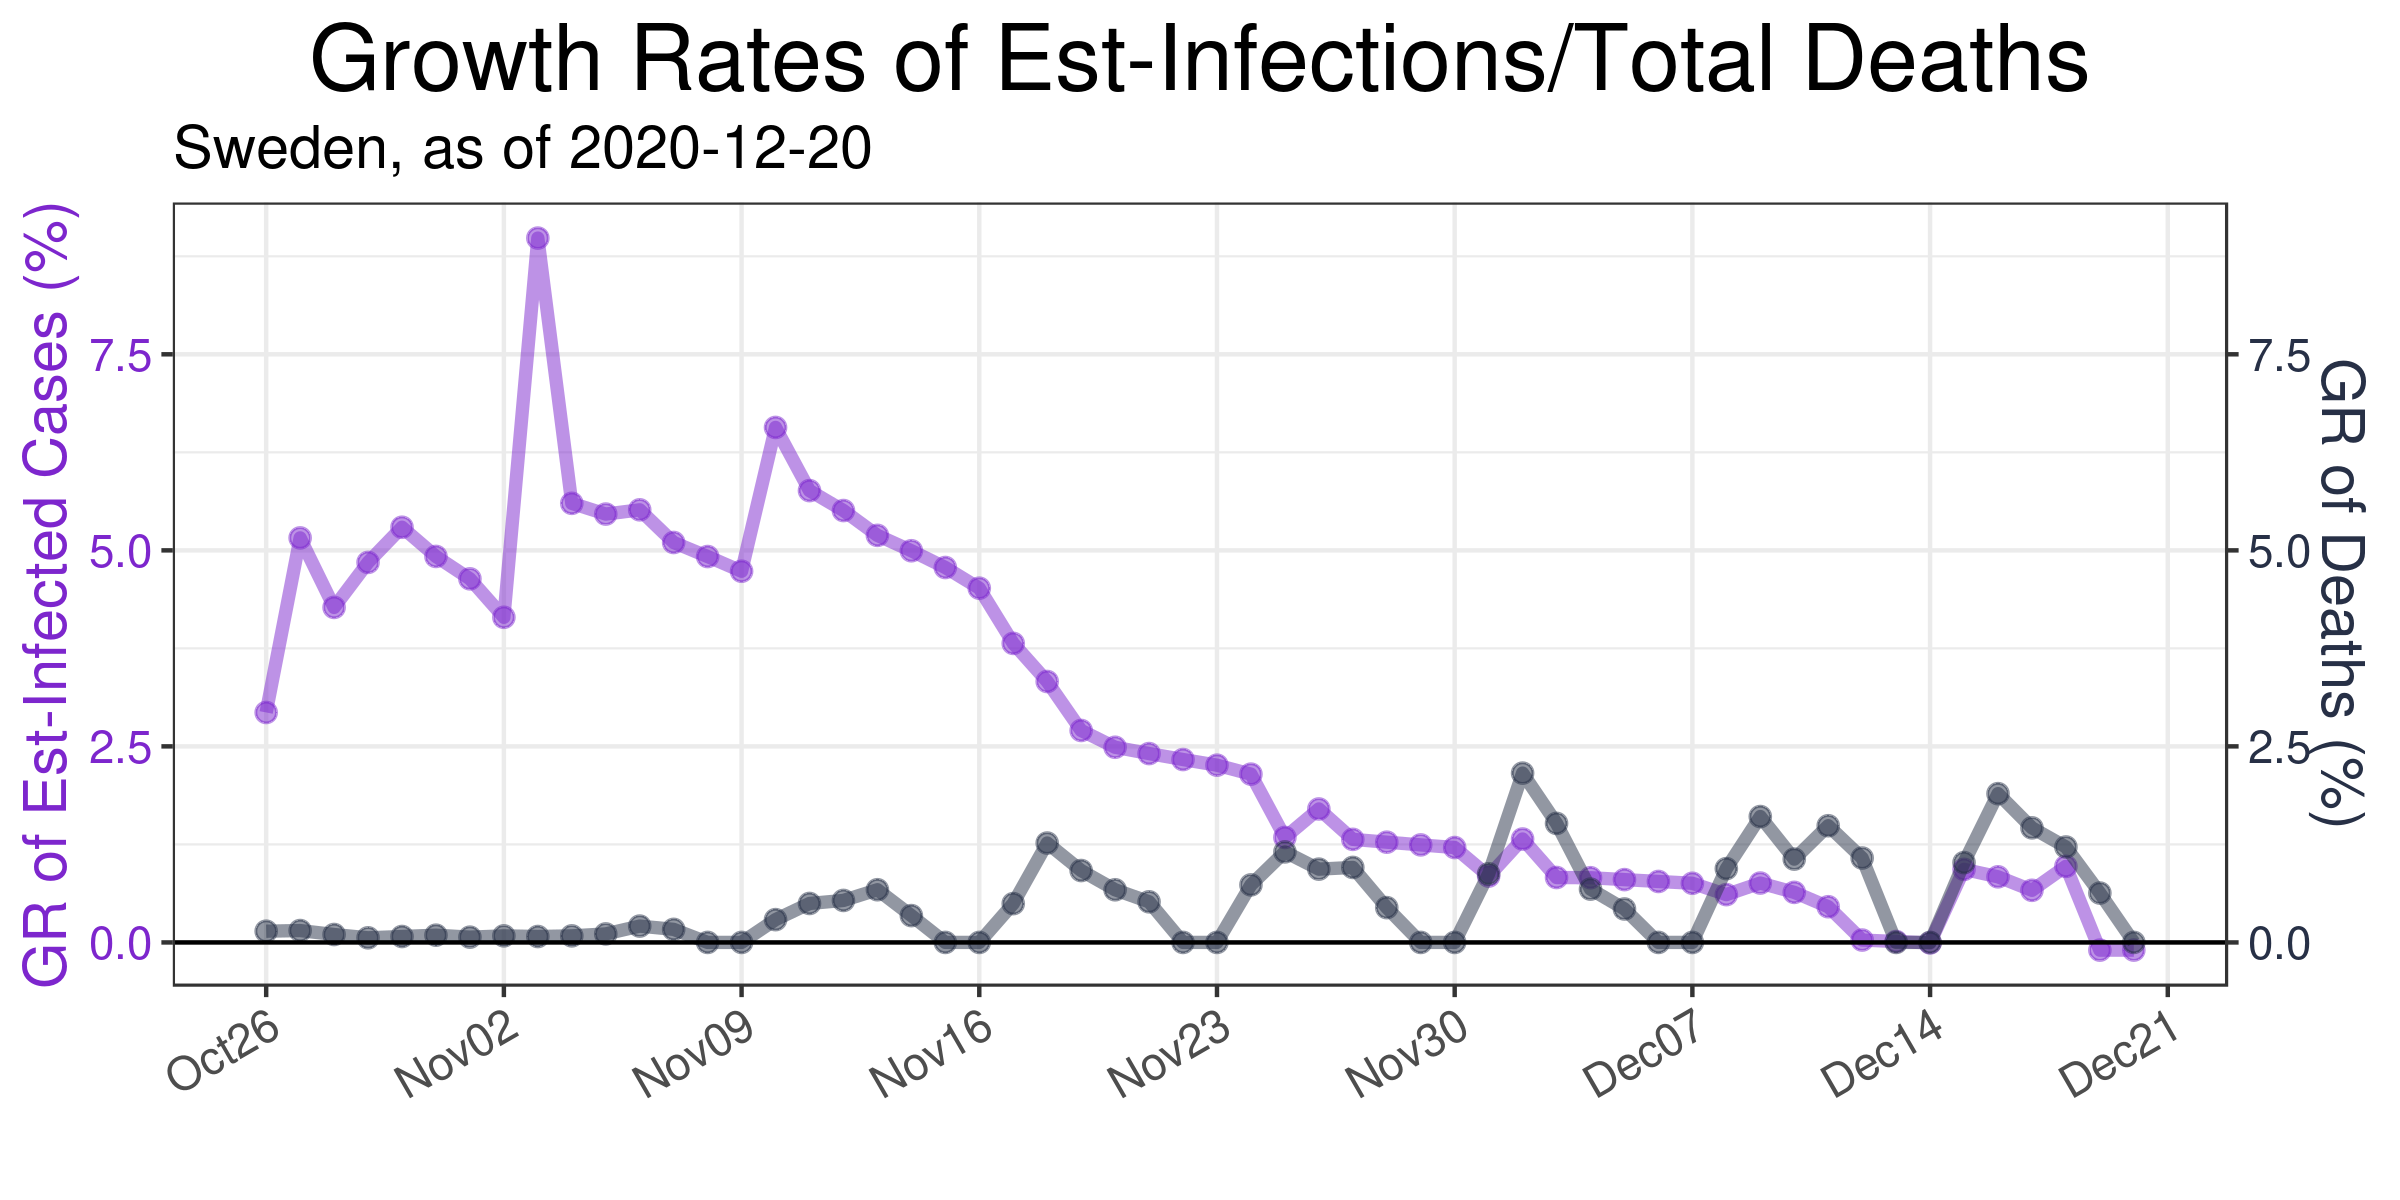 Growth Rates of Est-Infections/Total Deaths
Sweden, as of 2020-12-20
GR of Est-Infected Cases (%)
7.5
5.0
2.5
0.0
7.5
5.0
2.5
0.0
GR of Deaths (%)
Oct26
Nov02
Nov09
Nov16
Nov23
Nov30
Dec07
Dec14
Dec21